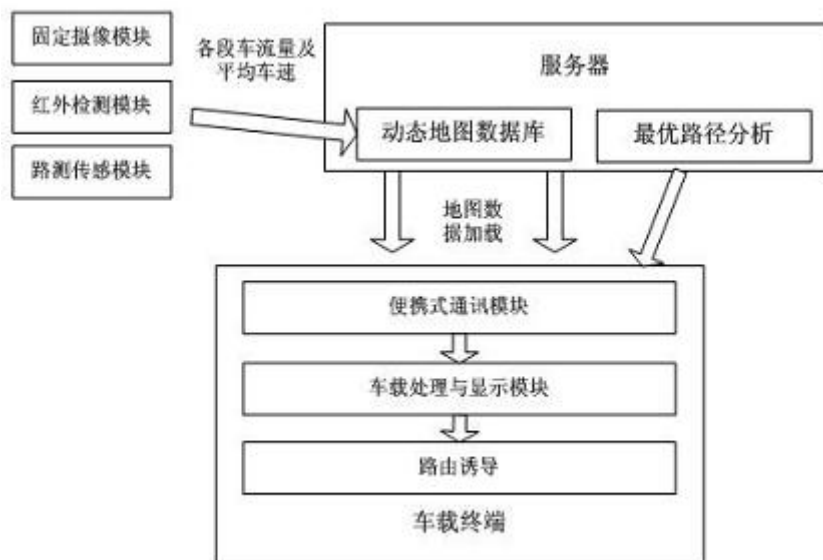 固定摄像模块
红外检测模块
路测传感模块
各段车流量及
平均车速
服务器
动态地图数据库
最优路径分析
地图数
据加载
便携式通讯模块
车载处理与显示模块
路由诱导
车载终端